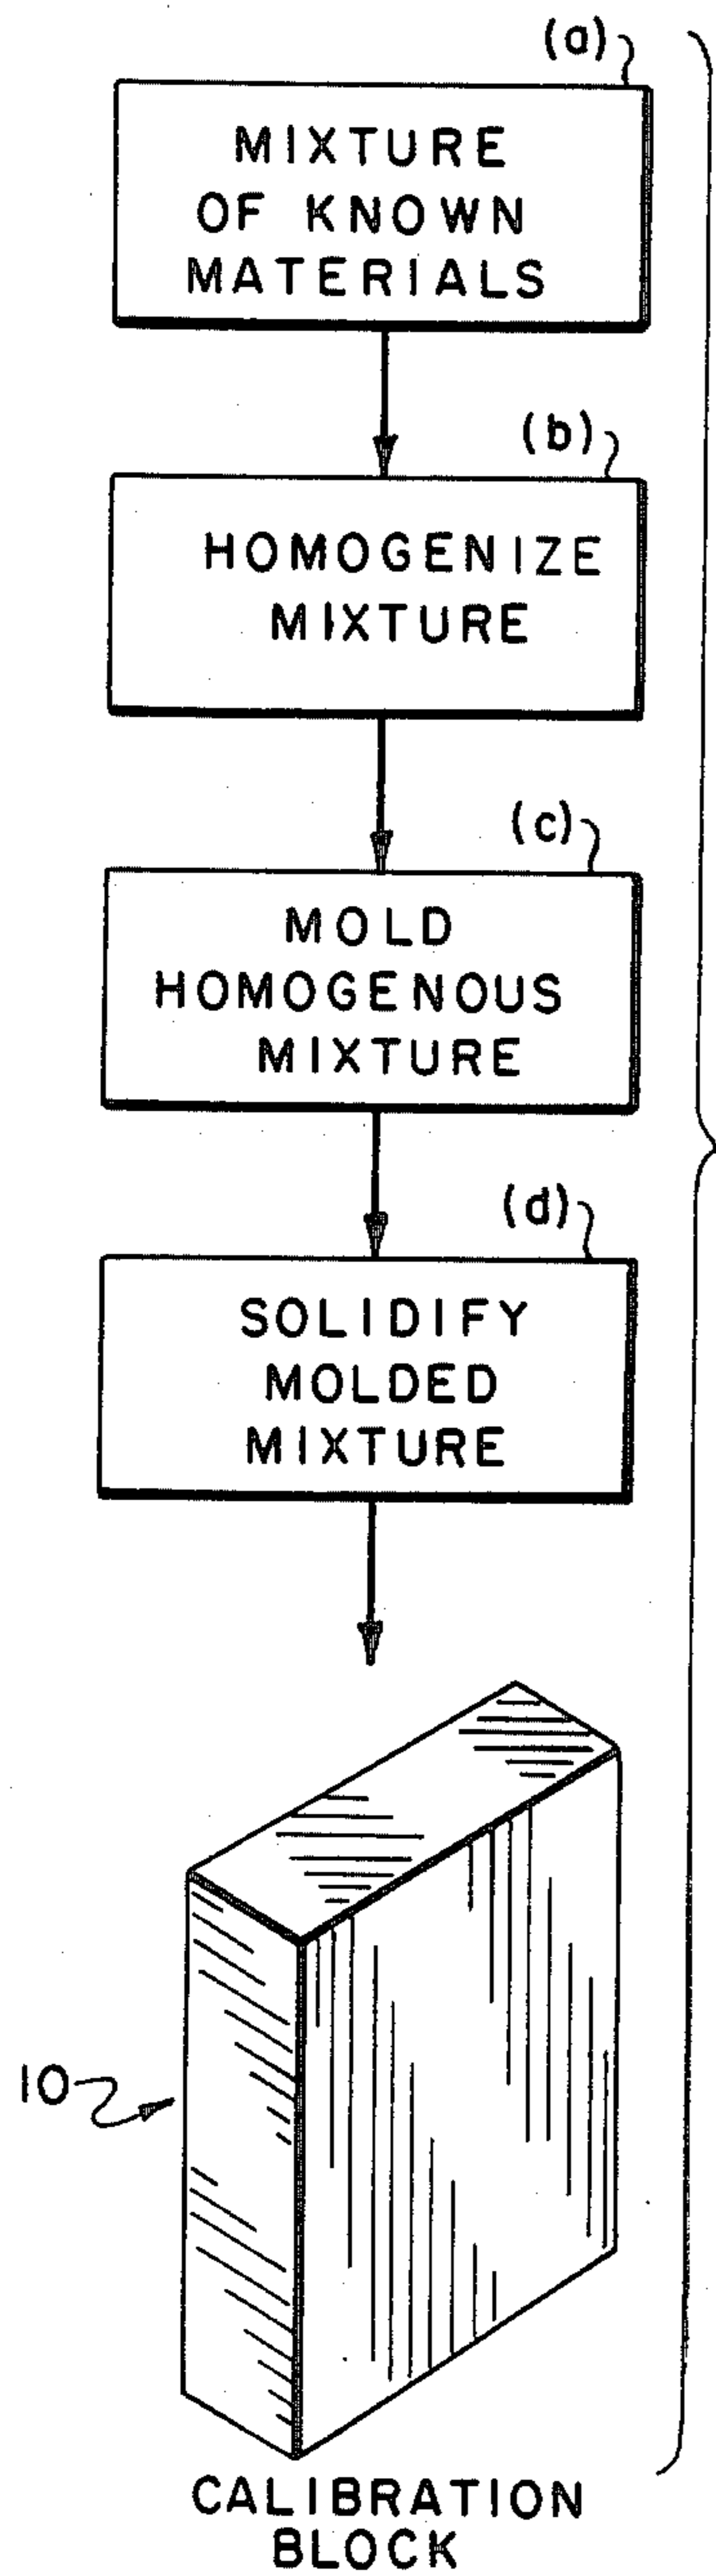 (a)
MIXTURE
OF KNOWN
MATERIALS
(b)
HOMOGENIZE
MIXTURE
(c)
MOLD
HOMOGENOUS
MIXTURE
(d)
SOLIDIFY
MOLDED
MIXTURE
10
CALIBRATION
BLOCK